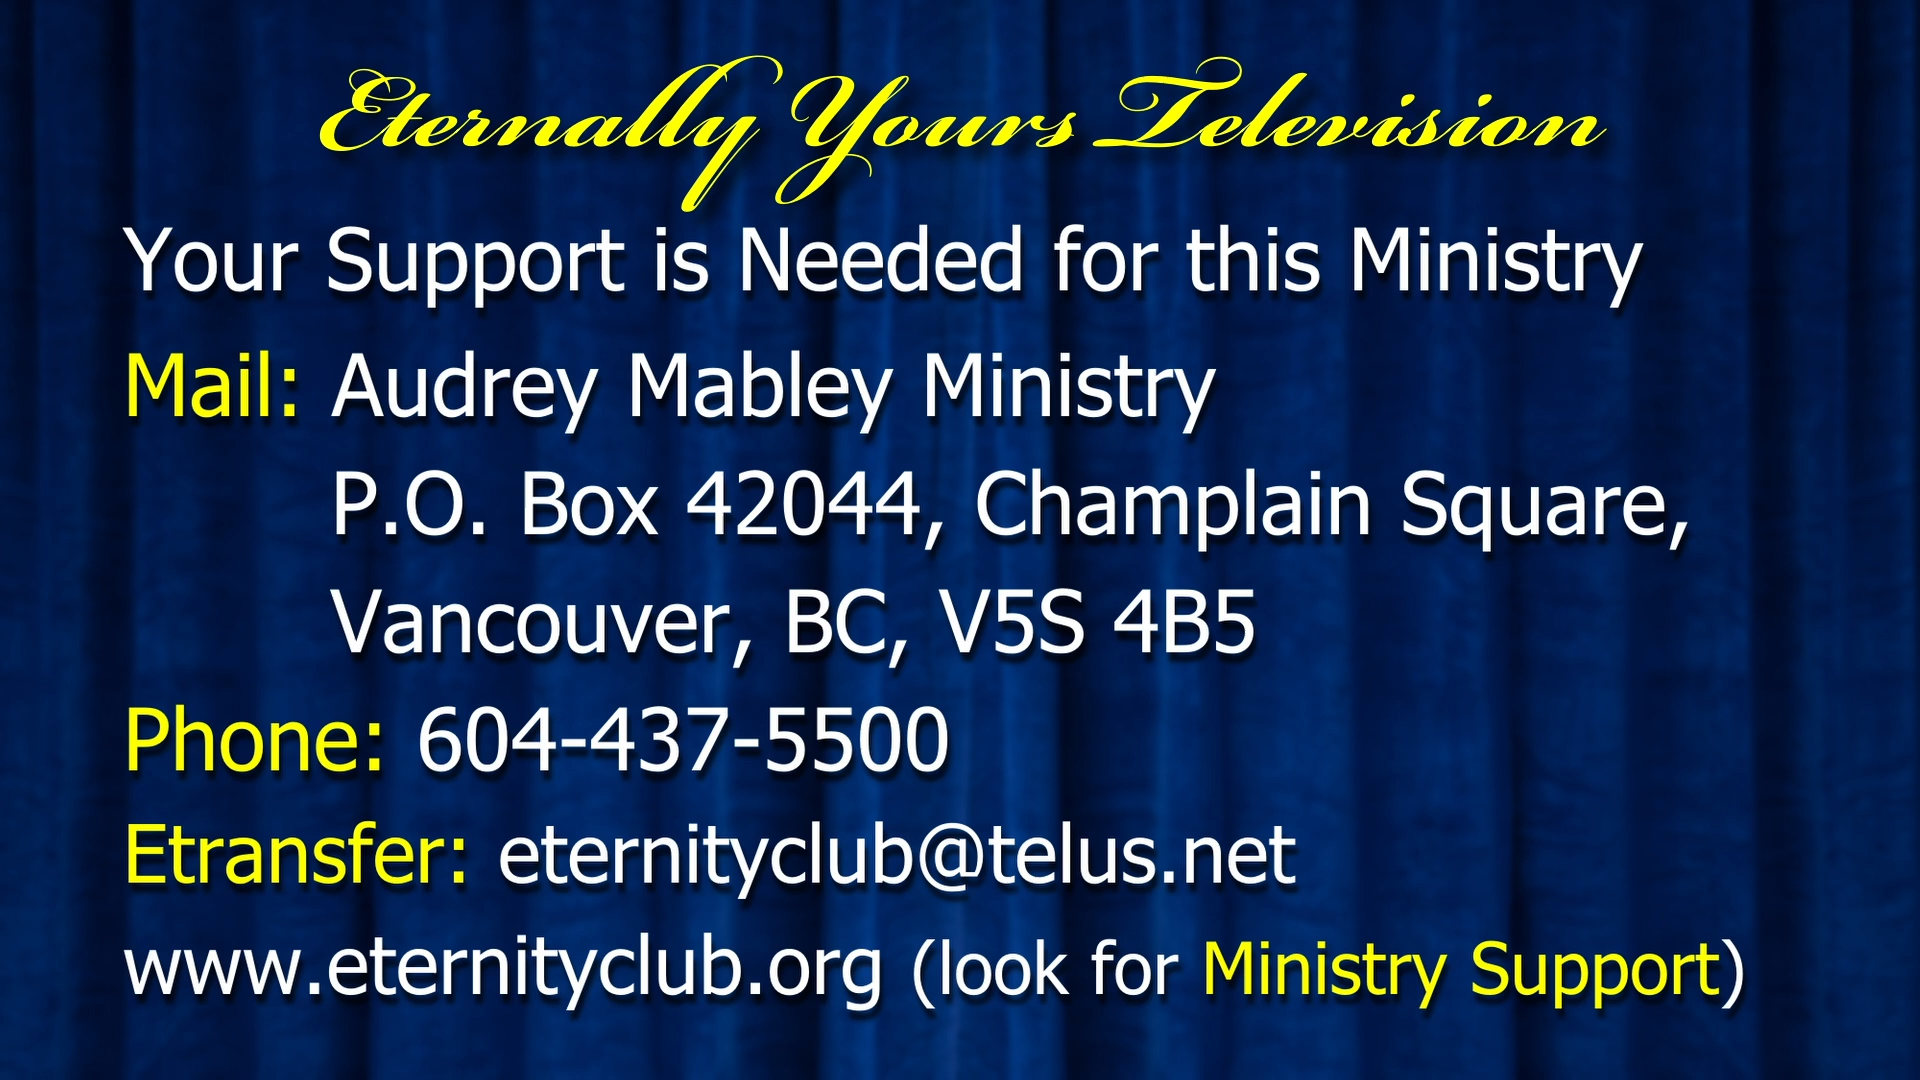 Eternally Yours Television
Your Support is Needed for this Ministry
Mail: Audrey Mabley Ministry
P.O. Box 42044, Champlain Square,
Vancouver, BC, V5S 4B5
Phone: 604-437-5500
Etransfer: eternityclub@telus.net
www.eternityclub.org (look for Ministry Support)